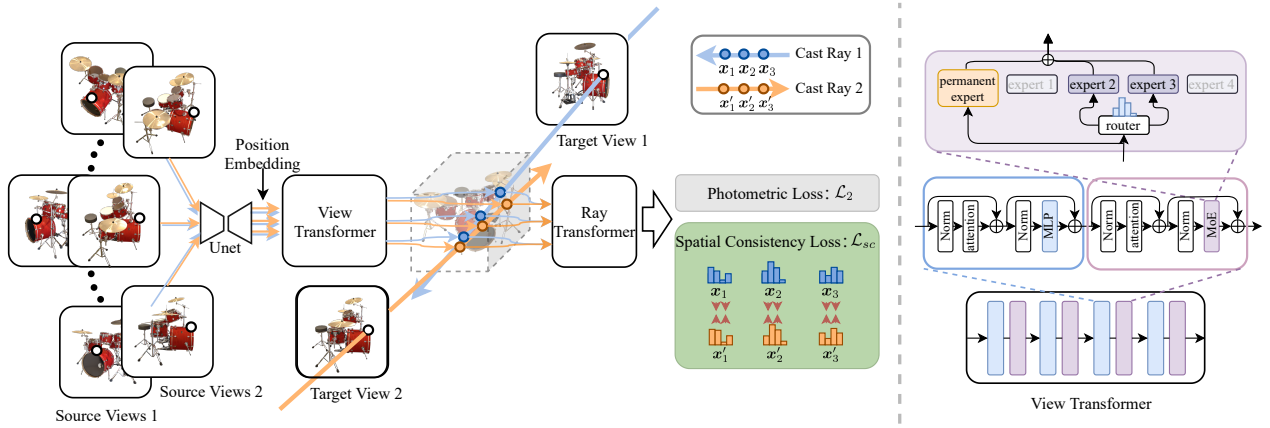 Source Views 1
Source Views 2
Unet
Position
Embedding
View
Transformer
Target View 1
Target View 2
Ray
Transformer
x₁ x₂ x₃
Cast Ray 1
x′₁ x′₂ x′₃
Cast Ray 2
Photometric Loss: ℒ₂
Spatial Consistency Loss: ℒsc
x₁ x₂ x₃
x′₁ x′₂ x′₃
permanent
expert
expert 1
expert 2
expert 3
expert 4
router
Norm
attention
Norm
MLP
Norm
attention
Norm
MoE
View Transformer